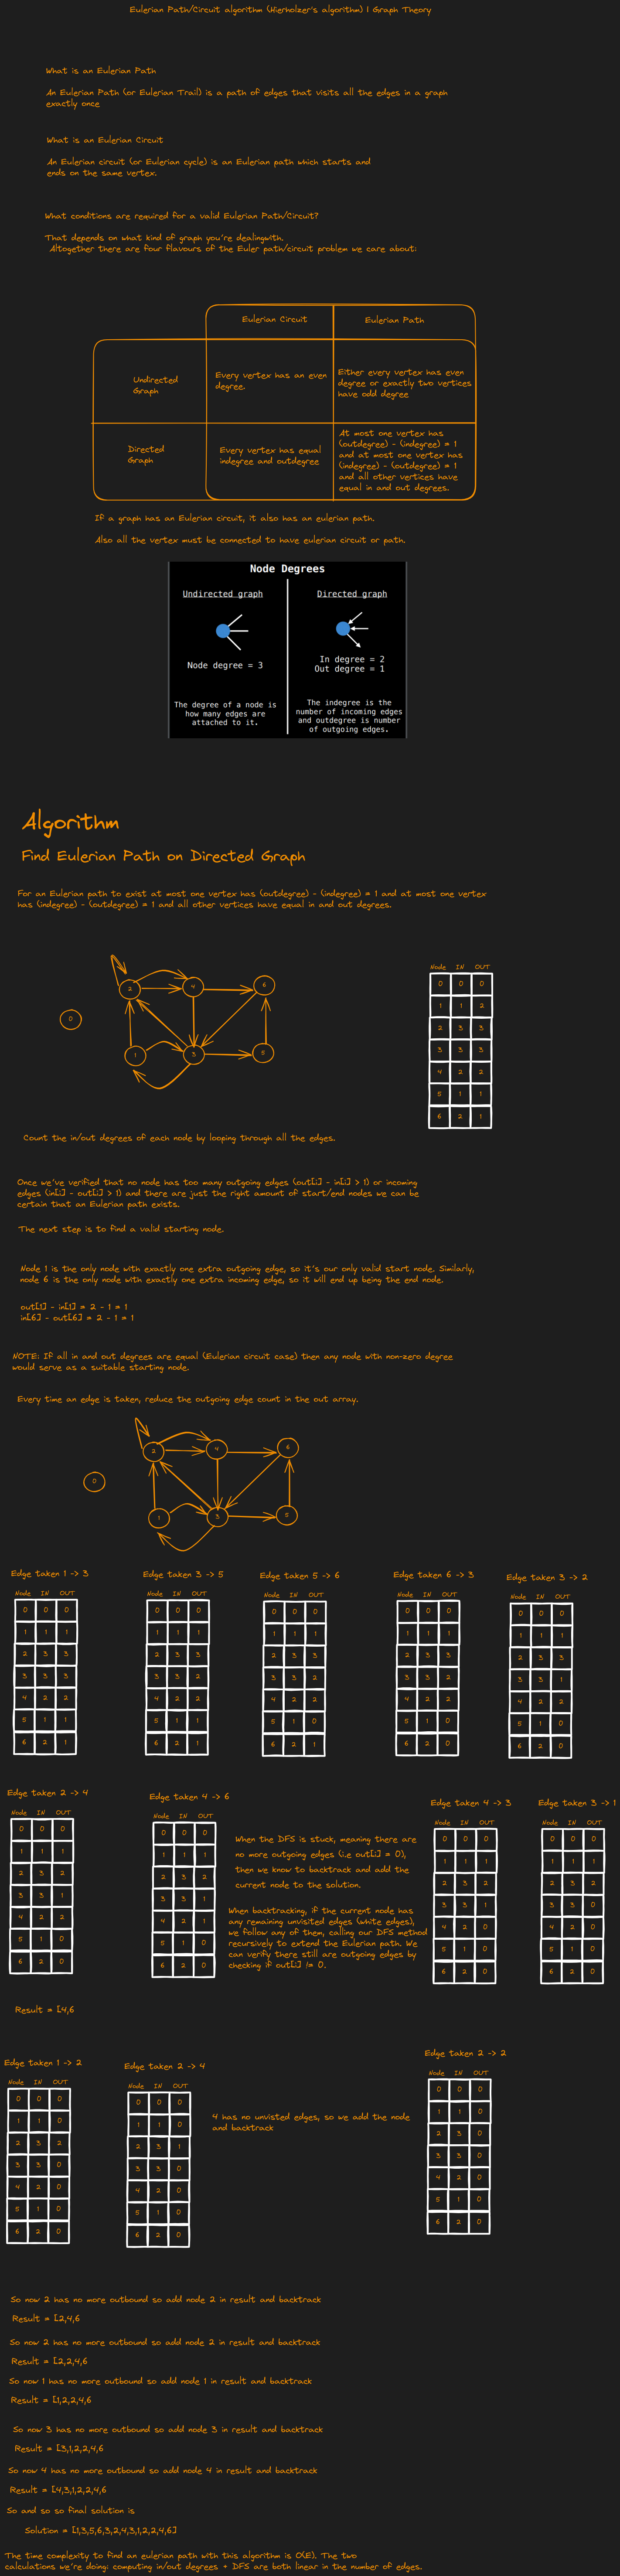 Eulerian Path/Circuit algorithm (Hierholzer's algorithm) | Graph Theory
What is an Eulerian Path
An Eulerian Path (or Eulerian Trail) is a path of edges that visits all the edges in a graph
exactly once
What is an Eulerian Circuit
An Eulerian circuit (or Eulerian cycle) is an Eulerian path which starts and
ends on the same vertex.
What conditions are required for a valid Eulerian Path/Circuit?
That depends on what kind of graph you're dealingwith.
Altogether there are four flavours of the Euler path/circuit problem we care about:
Eulerian Circuit
Eulerian Path
Undirected
Graph
Every vertex has an even
degree.
Either every vertex has even
degree or exactly two vertices
have odd degree
Directed
Graph
Every vertex has equal
indegree and outdegree
At most one vertex has
(outdegree) - (indegree) = 1
and at most one vertex has
(indegree) - (outdegree) = 1
and all other vertices have
equal in and out degrees.
If a graph has an Eulerian circuit, it also has an eulerian path.
Also all the vertex must be connected to have eulerian circuit or path.
Node Degrees
Undirected graph
Node degree = 3
The degree of a node is
how many edges are
attached to it.
Directed graph
In degree = 2
Out degree = 1
The indegree is the
number of incoming edges
and outdegree is number
of outgoing edges.
Algorithm
Find Eulerian Path on Directed Graph
For an Eulerian path to exist at most one vertex has (outdegree) - (indegree) = 1 and at most one vertex
has (indegree) - (outdegree) = 1 and all other vertices have equal in and out degrees.
2
4
6
0
1
3
5
Node IN OUT
0 0 0
1 1 2
2 3 3
3 3 3
4 2 2
5 1 1
6 2 1
Count the in/out degrees of each node by looping through all the edges.
Once we've verified that no node has too many outgoing edges (out[i] - in[i] > 1) or incoming
edges (in[i] - out[i] > 1) and there are just the right amount of start/end nodes we can be
certain that an Eulerian path exists.
The next step is to find a valid starting node.
Node 1 is the only node with exactly one extra outgoing edge, so it's our only valid start node. Similarly,
node 6 is the only node with exactly one extra incoming edge, so it will end up being the end node.
out[1] - in[1] = 2 - 1 = 1
in[6] - out[6] = 2 - 1 = 1
NOTE: If all in and out degrees are equal (Eulerian circuit case) then any node with non-zero degree
would serve as a suitable starting node.
Every time an edge is taken, reduce the outgoing edge count in the out array.
2
4
6
0
1
3
5
Edge taken 1 -> 3
Node IN OUT
0 0 0
1 1 1
2 3 3
3 3 3
4 2 2
5 1 1
6 2 1
Edge taken 3 -> 5
Node IN OUT
0 0 0
1 1 1
2 3 3
3 3 2
4 2 2
5 1 1
6 2 1
Edge taken 5 -> 6
Node IN OUT
0 0 0
1 1 1
2 3 3
3 3 2
4 2 2
5 1 0
6 2 1
Edge taken 6 -> 3
Node IN OUT
0 0 0
1 1 1
2 3 3
3 3 2
4 2 2
5 1 0
6 2 0
Edge taken 3 -> 2
Node IN OUT
0 0 0
1 1 1
2 3 3
3 3 1
4 2 2
5 1 0
6 2 0
Edge taken 2 -> 4
Node IN OUT
0 0 0
1 1 1
2 3 2
3 3 1
4 2 2
5 1 0
6 2 0
Edge taken 4 -> 6
Node IN OUT
0 0 0
1 1 1
2 3 2
3 3 1
4 2 1
5 1 0
6 2 0
When the DFS is stuck, meaning there are
no more outgoing edges (i.e out[i] = 0),
then we know to backtrack and add the
current node to the solution.
When backtracking, if the current node has
any remaining unvisited edges (white edges),
we follow any of them, calling our DFS method
recursively to extend the Eulerian path. We
can verify there still are outgoing edges by
checking if out[i] != 0.
Edge taken 4 -> 3
Node IN OUT
0 0 0
1 1 1
2 3 2
3 3 1
4 2 0
5 1 0
6 2 0
Edge taken 3 -> 1
Node IN OUT
0 0 0
1 1 1
2 3 2
3 3 0
4 2 0
5 1 0
6 2 0
Result = [4,6
Edge taken 1 -> 2
Node IN OUT
0 0 0
1 1 0
2 3 2
3 3 0
4 2 0
5 1 0
6 2 0
Edge taken 2 -> 4
Node IN OUT
0 0 0
1 1 0
2 3 1
3 3 0
4 2 0
5 1 0
6 2 0
4 has no unvisted edges, so we add the node
and backtrack
Edge taken 2 -> 2
Node IN OUT
0 0 0
1 1 0
2 3 0
3 3 0
4 2 0
5 1 0
6 2 0
So now 2 has no more outbound so add node 2 in result and backtrack
Result = [2,4,6
So now 2 has no more outbound so add node 2 in result and backtrack
Result = [2,2,4,6
So now 1 has no more outbound so add node 1 in result and backtrack
Result = [1,2,2,4,6
So now 3 has no more outbound so add node 3 in result and backtrack
Result = [3,1,2,2,4,6
So now 4 has no more outbound so add node 4 in result and backtrack
Result = [4,3,1,2,2,4,6
So and so so final solution is
Solution = [1,3,5,6,3,2,4,3,1,2,2,4,6]
The time complexity to find an eulerian path with this algorithm is O(E). The two
calculations we're doing: computing in/out degrees + DFS are both linear in the number of edges.